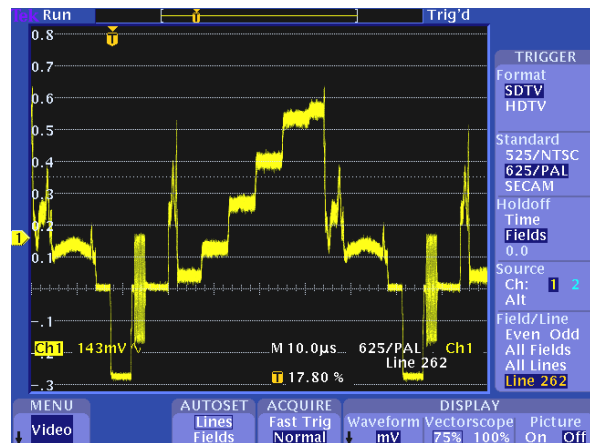 Tek Run Trig'd
T
0.8
0.7
0.6
0.5
0.4
0.3
0.2
1
0.1
-.1
Ch1 143mV M 10.0µs 625/PAL Ch1
Line 262
T 17.80 %
-.3
TRIGGER
Format
SDTV
HDTV
Standard
525/NTSC
625/PAL
SECAM
Holdoff
Time
Fields
0.0
Source
Ch: 1 2
Alt
Field/Line
Even Odd
All Fields
All Lines
Line 262
MENU
Video
AUTOSET
Lines
Fields
ACQUIRE
Fast Trig
Normal
DISPLAY
Waveform Vectorscope Picture
mV 75% 100% On Off